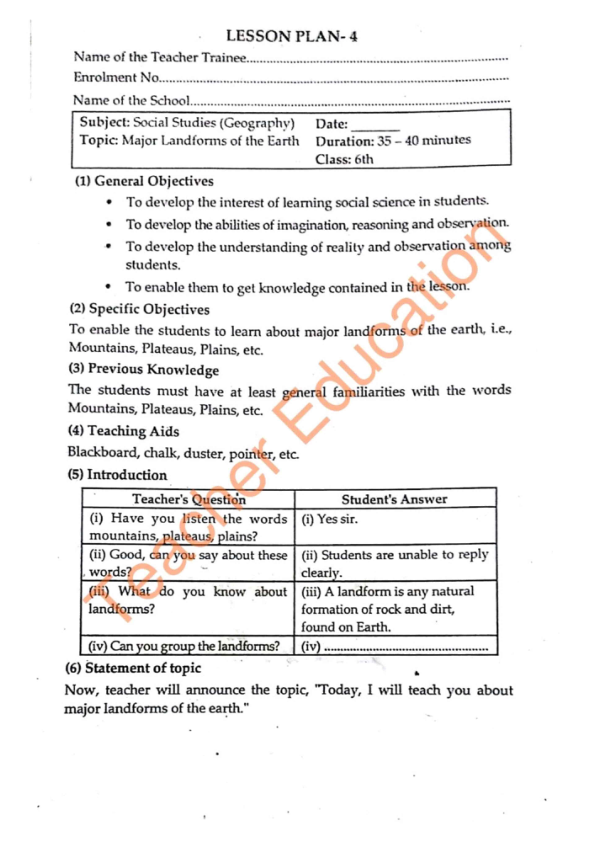 LESSON PLAN- 4
Name of the Teacher Trainee................................................................................
Enrolment No................................................................................
Name of the School................................................................................
Subject: Social Studies (Geography) Date: _______
Topic: Major Landforms of the Earth Duration: 35 – 40 minutes
Class: 6th
(1) General Objectives
• To develop the interest of learning social science in students.
• To develop the abilities of imagination, reasoning and observation.
• To develop the understanding of reality and observation among
students.
• To enable them to get knowledge contained in the lesson.
(2) Specific Objectives
To enable the students to learn about major landforms of the earth, i.e.,
Mountains, Plateaus, Plains, etc.
(3) Previous Knowledge
The students must have at least general familiarities with the words
Mountains, Plateaus, Plains, etc.
(4) Teaching Aids
Blackboard, chalk, duster, pointer, etc.
(5) Introduction
Teacher's Question Student's Answer
(i) Have you listen the words (i) Yes sir.
mountains, plateaus, plains?
(ii) Good, can you say about these (ii) Students are unable to reply
words? clearly.
(iii) What do you know about (iii) A landform is any natural
landforms? formation of rock and dirt,
found on Earth.
(iv) Can you group the landforms? (iv) ..................................................
(6) Statement of topic
Now, teacher will announce the topic, "Today, I will teach you about
major landforms of the earth."
Teacher Education